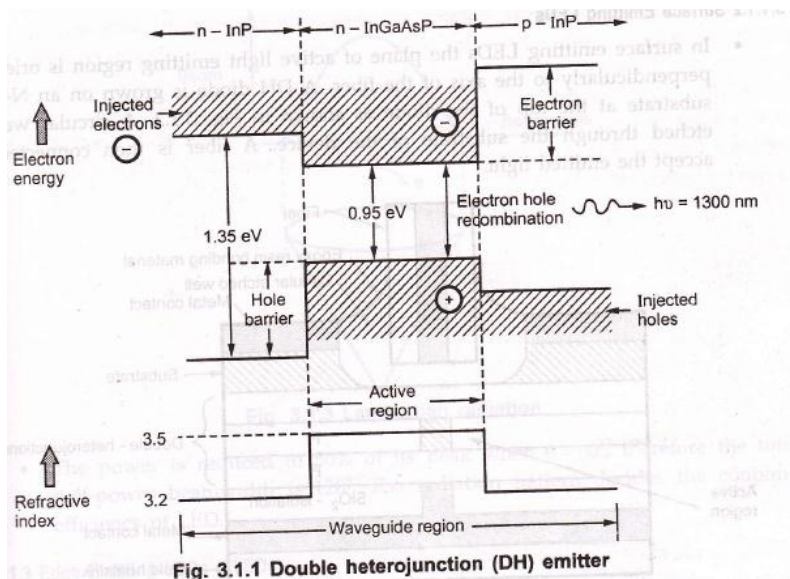 n – InP
n – InGaAsP
p – InP
Injected electrons
Electron barrier
Electron energy
1.35 eV
0.95 eV
Electron hole recombination
hυ = 1300 nm
Hole barrier
Injected holes
Active region
3.5
Refractive index
3.2
Waveguide region
Fig. 3.1.1 Double heterojunction (DH) emitter